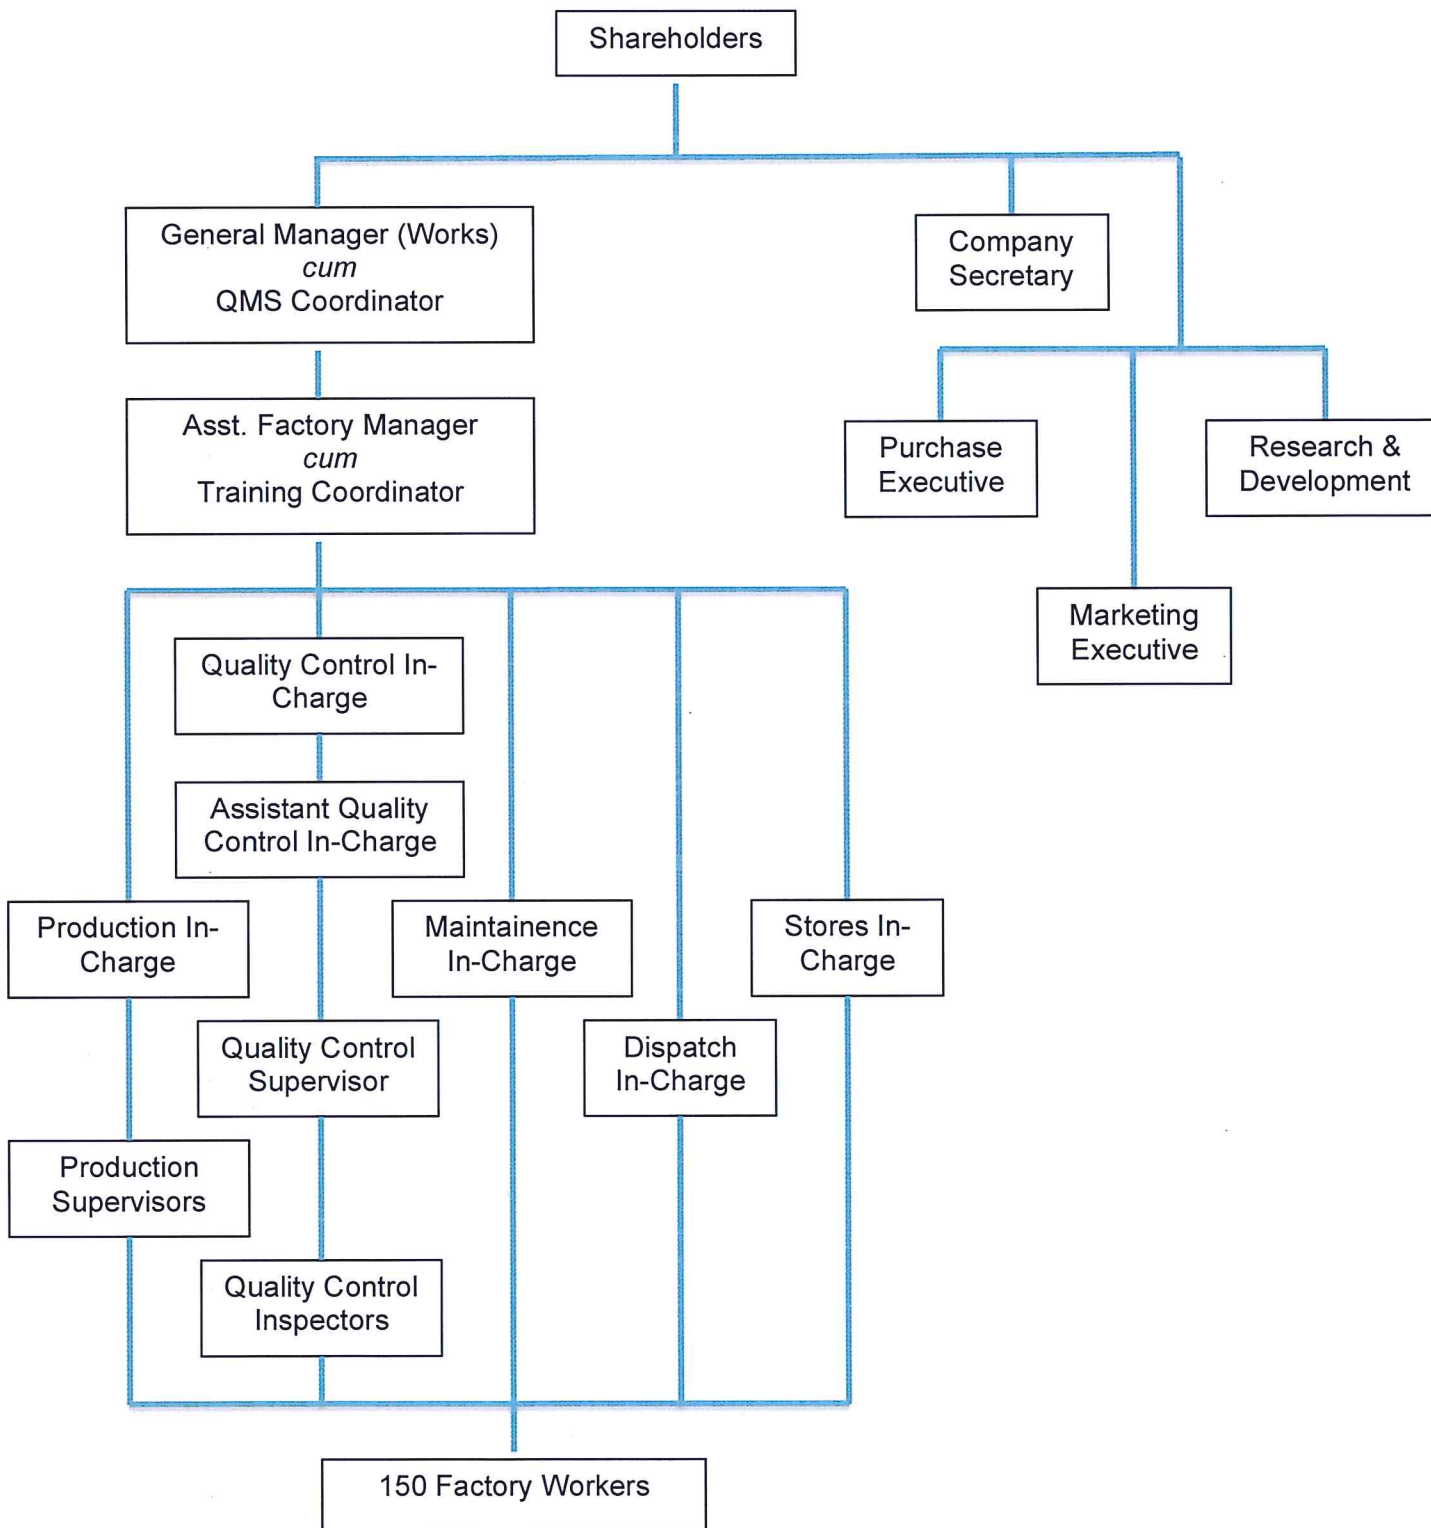 Shareholders
General Manager (Works)
cum
QMS Coordinator
Company
Secretary
Asst. Factory Manager
cum
Training Coordinator
Purchase
Executive
Research &
Development
Marketing
Executive
Quality Control In-
Charge
Assistant Quality
Control In-Charge
Production In-
Charge
Maintainence
In-Charge
Stores In-
Charge
Quality Control
Supervisor
Dispatch
In-Charge
Production
Supervisors
Quality Control
Inspectors
150 Factory Workers